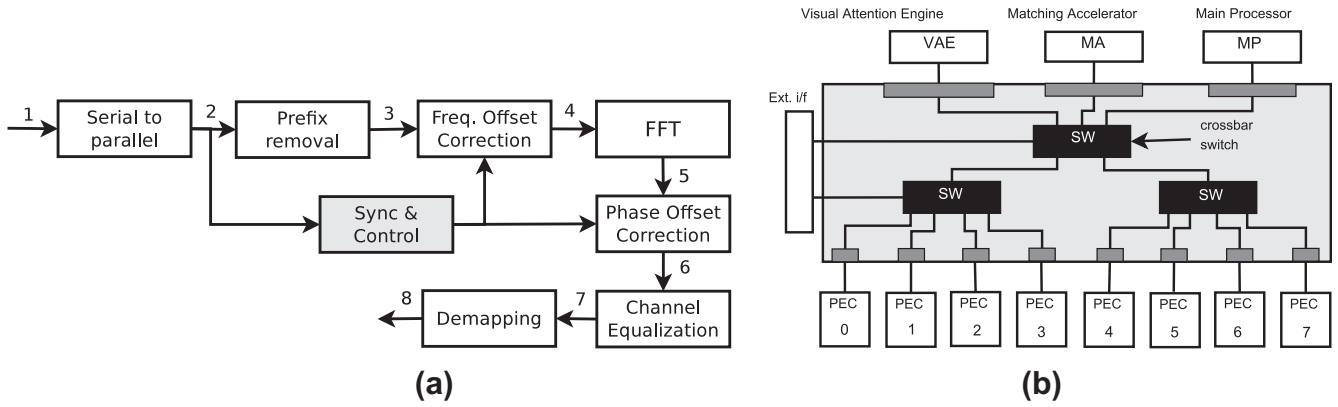 1
Serial to
parallel
2
Prefix
removal
3
Freq. Offset
Correction
4
FFT
5
Sync &
Control
Phase Offset
Correction
6
8
Demapping
7
Channel
Equalization
(a)
Visual Attention Engine
Matching Accelerator
Main Processor
VAE
MA
MP
Ext. i/f
SW
crossbar
switch
SW
SW
PEC
0
PEC
1
PEC
2
PEC
3
PEC
4
PEC
5
PEC
6
PEC
7
(b)